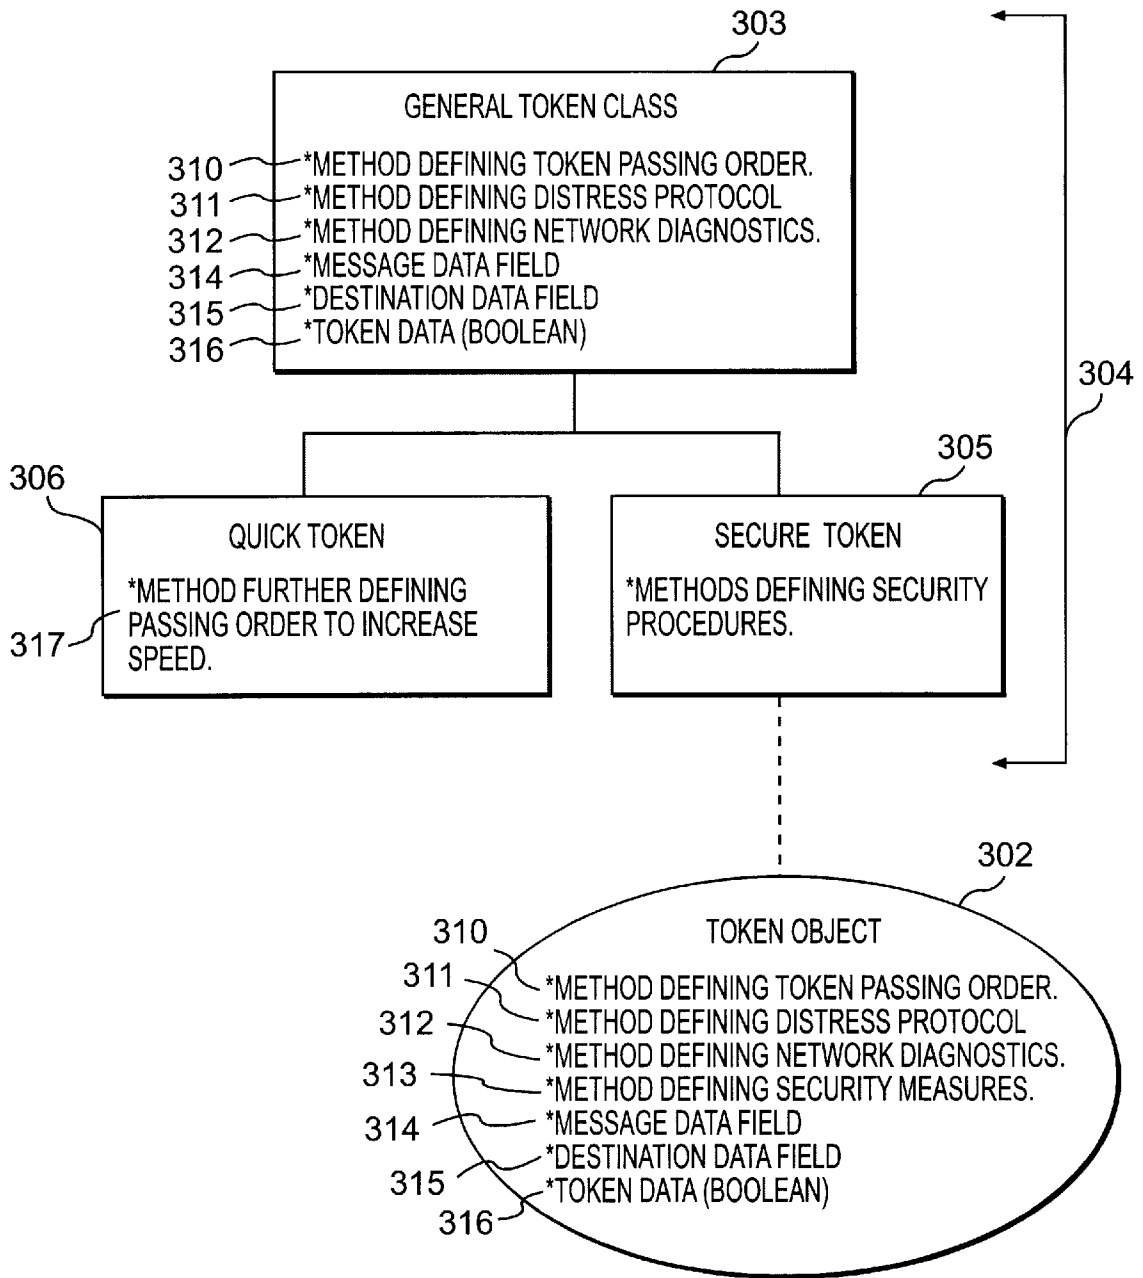 303
GENERAL TOKEN CLASS
310 *METHOD DEFINING TOKEN PASSING ORDER.
311 *METHOD DEFINING DISTRESS PROTOCOL
312 *METHOD DEFINING NETWORK DIAGNOSTICS.
314 *MESSAGE DATA FIELD
315 *DESTINATION DATA FIELD
316 *TOKEN DATA (BOOLEAN)
304
306
QUICK TOKEN
*METHOD FURTHER DEFINING
317 PASSING ORDER TO INCREASE
SPEED.
305
SECURE TOKEN
*METHODS DEFINING SECURITY
PROCEDURES.
302
TOKEN OBJECT
310 *METHOD DEFINING TOKEN PASSING ORDER.
311 *METHOD DEFINING DISTRESS PROTOCOL
312 *METHOD DEFINING NETWORK DIAGNOSTICS.
313 *METHOD DEFINING SECURITY MEASURES.
314 *MESSAGE DATA FIELD
315 *DESTINATION DATA FIELD
316 *TOKEN DATA (BOOLEAN)